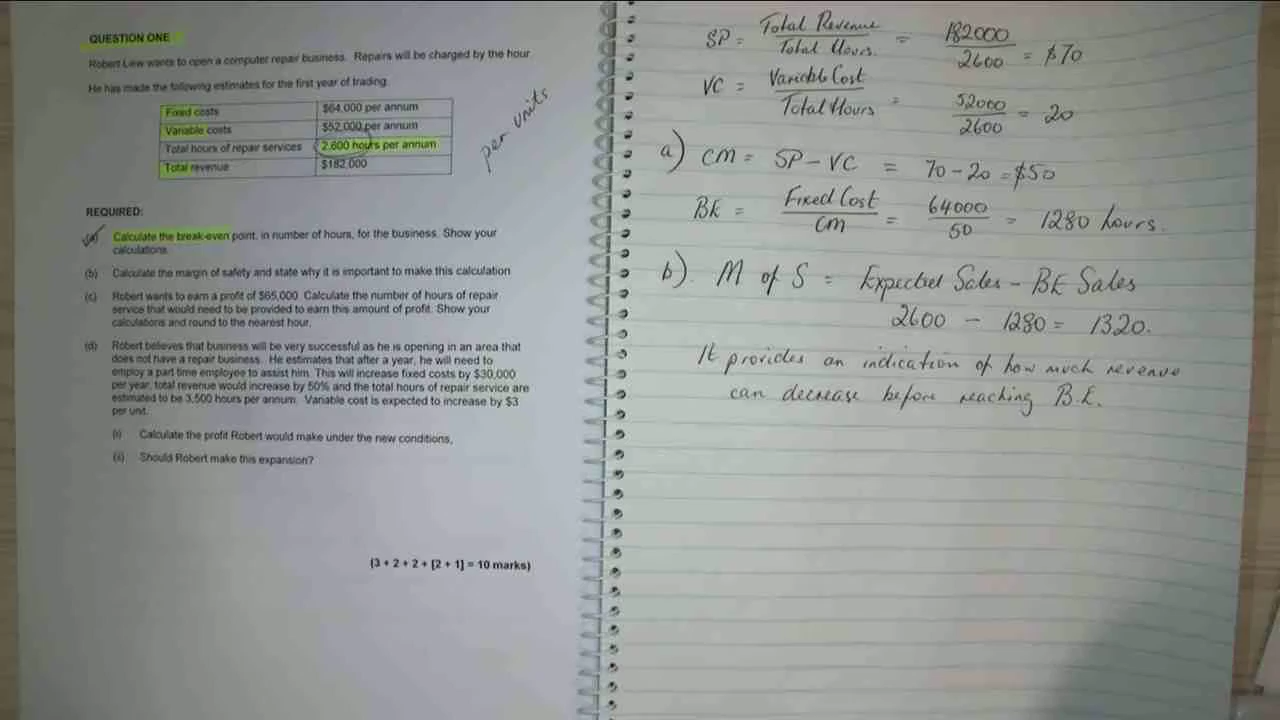 QUESTION ONE
Robert Lew wants to open a computer repair business. Repairs will be charged by the hour
He has made the following estimates for the first year of trading.
Fixed costs $64,000 per annum
Variable costs $52,000 per annum
Total hours of repair services 2,600 hours per annum
Total revenue $182,000
per units
REQUIRED:
(a) Calculate the break-even point, in number of hours, for the business. Show your
calculations.
(b) Calculate the margin of safety and state why it is important to make this calculation
(c) Robert wants to earn a profit of $65,000. Calculate the number of hours of repair
service that would need to be provided to earn this amount of profit. Show your
calculations and round to the nearest hour.
(d) Robert believes that business will be very successful as he is opening in an area that
does not have a repair business. He estimates that after a year, he will need to
employ a part time employee to assist him. This will increase fixed costs by $30,000
per year, total revenue would increase by 50% and the total hours of repair service are
estimated to be 3,500 hours per annum. Variable cost is expected to increase by $3
per unit.
(i) Calculate the profit Robert would make under the new conditions,
(ii) Should Robert make this expansion?
(3 + 2 + 2 + [2 + 1] = 10 marks)
SP = Total Revenue / Total Hours. = 182000 / 2600 = $70
VC = Variable Cost / Total Hours = 52000 / 2600 = 20
a) CM = SP - VC = 70 - 20 = $50
BE = Fixed Cost / CM = 64000 / 50 = 1280 hours.
b). M of S = Expected Sales - BE Sales
2600 - 1280 = 1320.
It provides an indication of how much revenue
can decrease before reaching B.E.